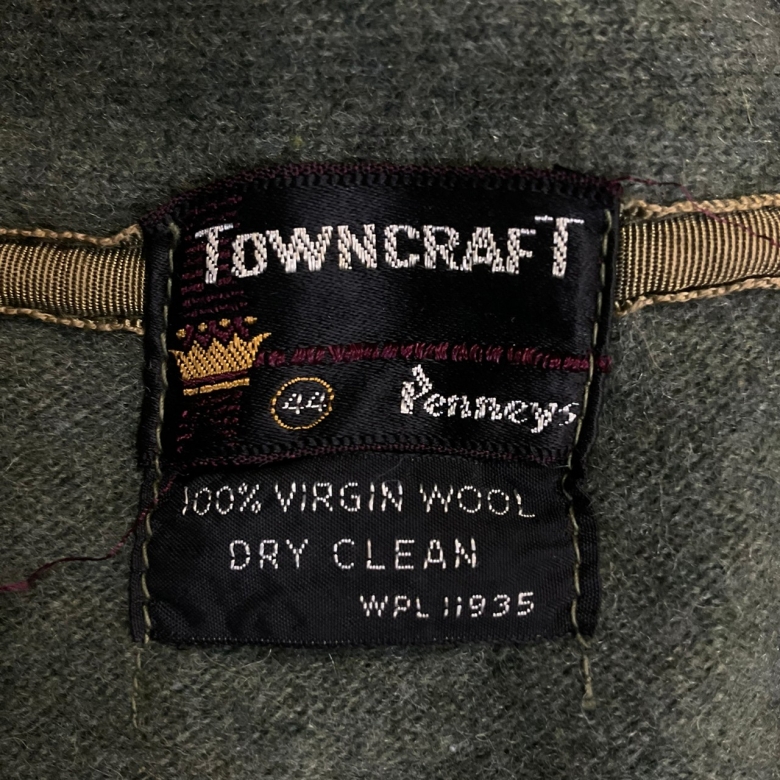 TOWNCRAFT
44
Penneys
100% VIRGIN WOOL
DRY CLEAN
WPL 11935